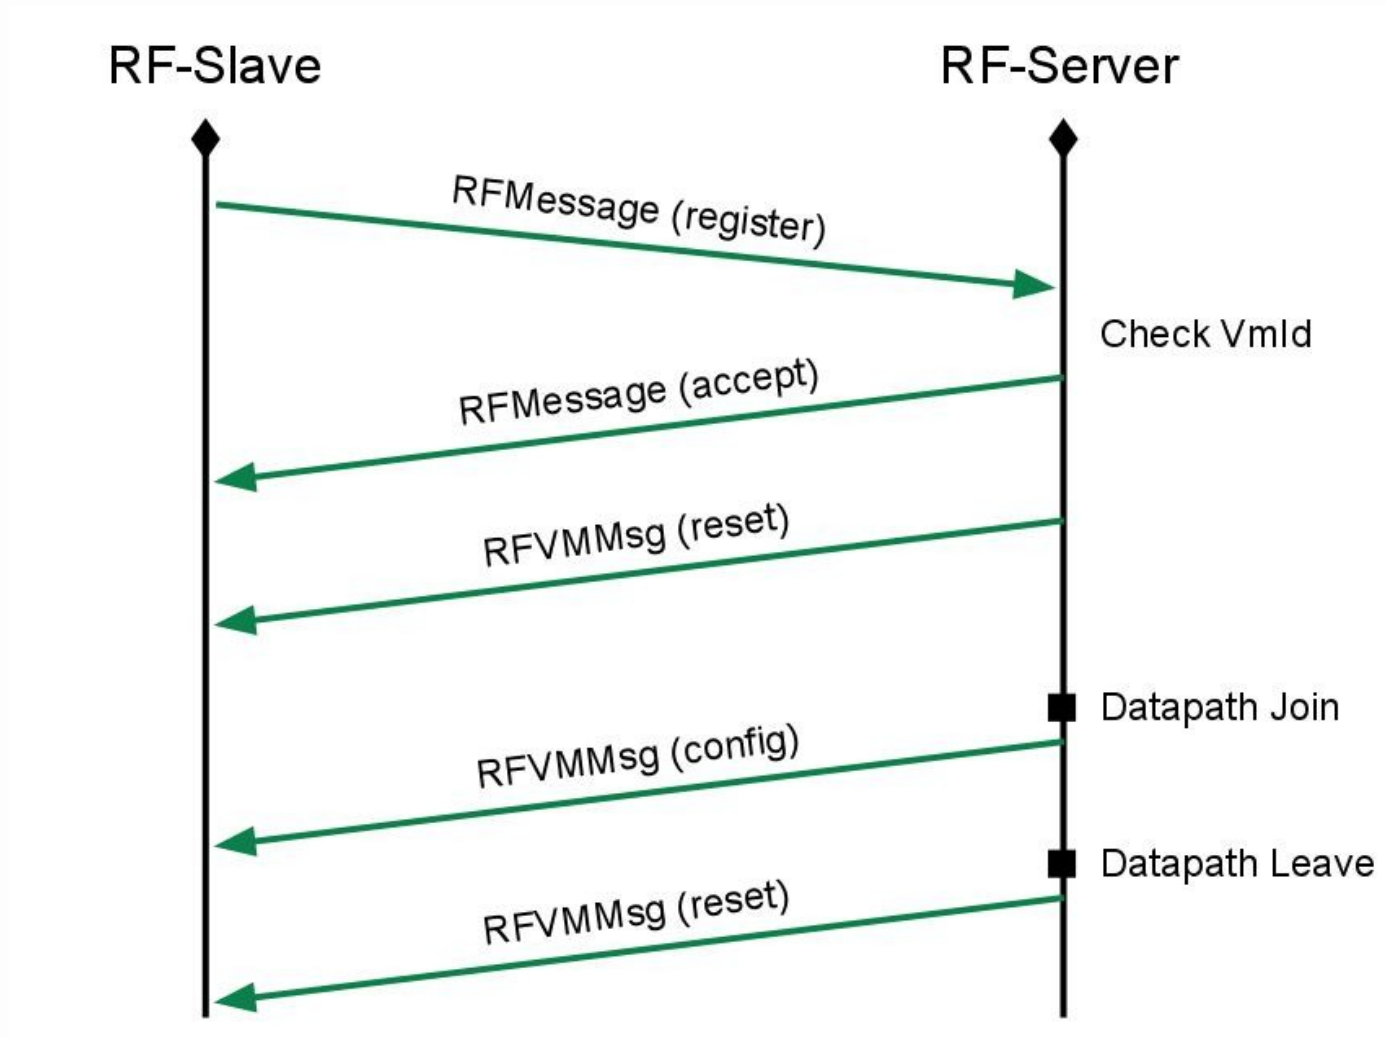 RF-Slave
RF-Server
RFMessage (register)
Check VmId
RFMessage (accept)
RFVMMsg (reset)
Datapath Join
RFVMMsg (config)
Datapath Leave
RFVMMsg (reset)